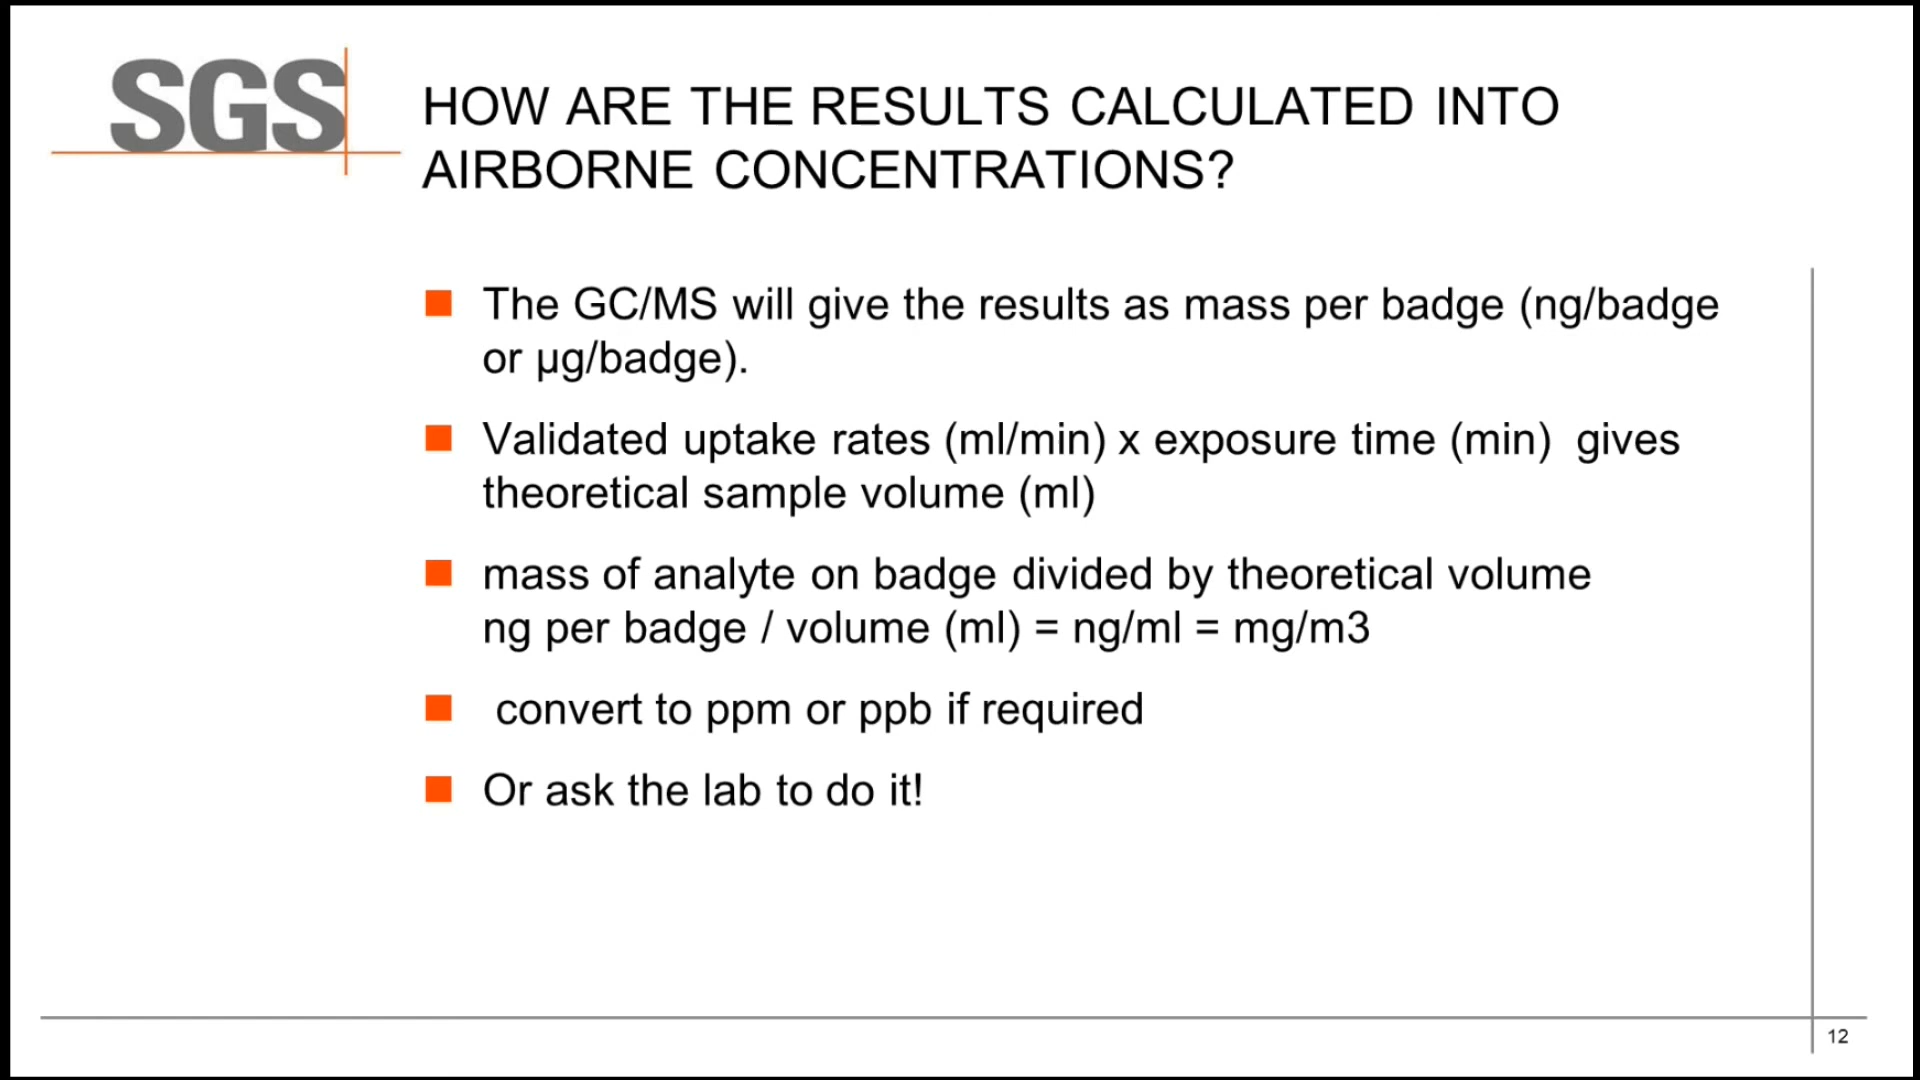 SGS
HOW ARE THE RESULTS CALCULATED INTO
AIRBORNE CONCENTRATIONS?
The GC/MS will give the results as mass per badge (ng/badge
or µg/badge).
Validated uptake rates (ml/min) x exposure time (min)  gives
theoretical sample volume (ml)
mass of analyte on badge divided by theoretical volume
ng per badge / volume (ml) = ng/ml = mg/m3
convert to ppm or ppb if required
Or ask the lab to do it!
12